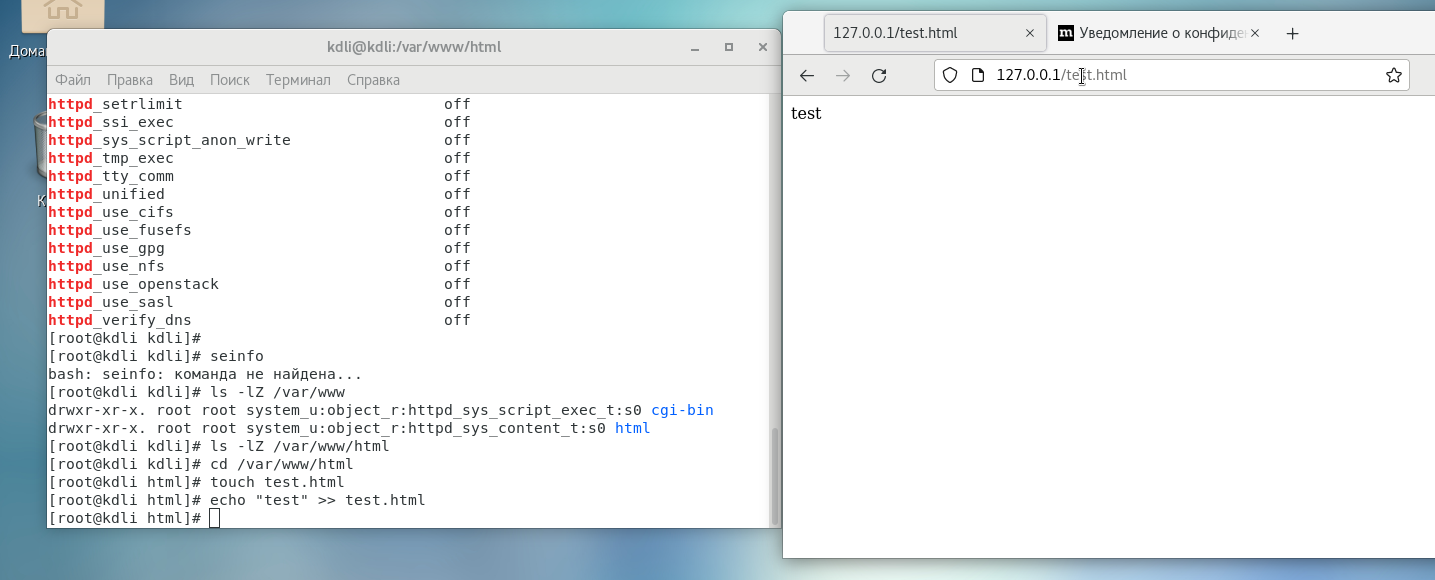 Дома
К
kdli@kdli:/var/www/html
Файл Правка Вид Поиск Терминал Справка
httpd_setrlimit off
httpd_ssi_exec off
httpd_sys_script_anon_write off
httpd_tmp_exec off
httpd_tty_comm off
httpd_unified off
httpd_use_cifs off
httpd_use_fusefs off
httpd_use_gpg off
httpd_use_nfs off
httpd_use_openstack off
httpd_use_sasl off
httpd_verify_dns off
[root@kdli kdli]#
[root@kdli kdli]# seinfo
bash: seinfo: команда не найдена...
[root@kdli kdli]# ls -lZ /var/www
drwxr-xr-x. root root system_u:object_r:httpd_sys_script_exec_t:s0 cgi-bin
drwxr-xr-x. root root system_u:object_r:httpd_sys_content_t:s0 html
[root@kdli kdli]# ls -lZ /var/www/html
[root@kdli kdli]# cd /var/www/html
[root@kdli html]# touch test.html
[root@kdli html]# echo "test" >> test.html
[root@kdli html]#
127.0.0.1/test.html
m Уведомление о конфиде
127.0.0.1/test.html
test